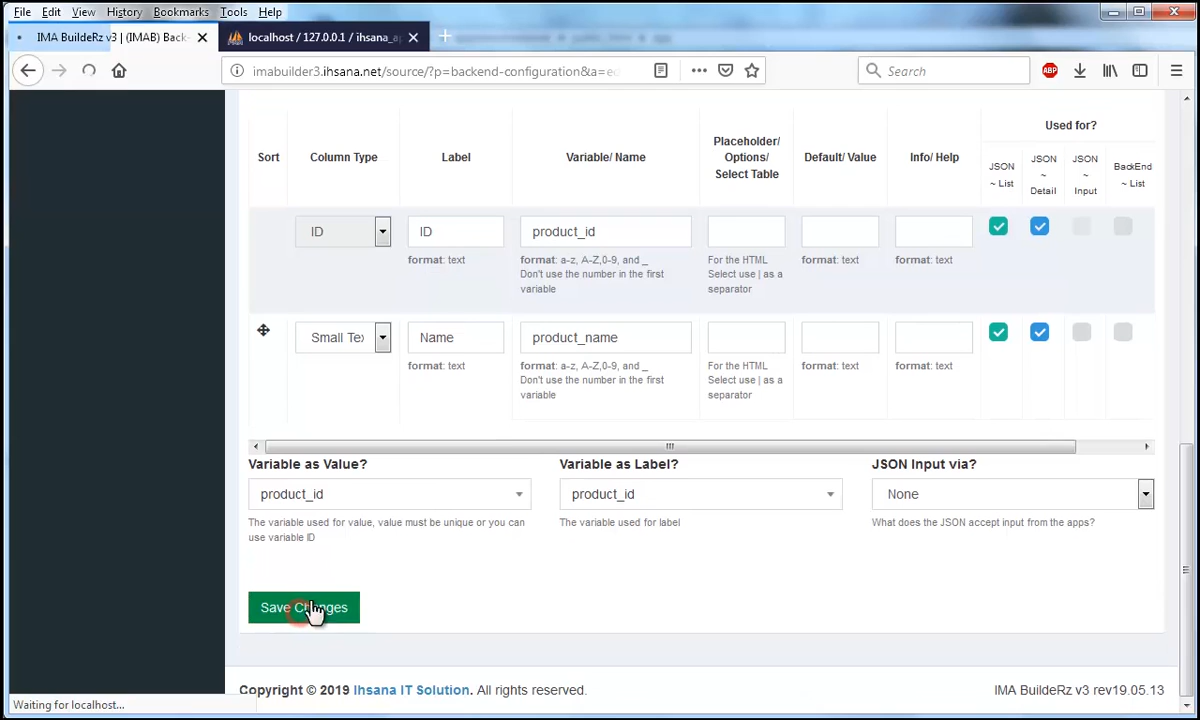 File Edit View History Bookmarks Tools Help
IMA BuildeRz v3 | (IMAB) Back-
localhost / 127.0.0.1 / ihsana_a
imabuilder3.ihsana.net/source/?p=backend-configuration&a=e
Search
ABP
Used for?
Sort
Column Type
Label
Variable/ Name
Placeholder/
Options/
Select Table
Default/ Value
Info/ Help
JSON
~ List
JSON
~
Detail
JSON
~
Input
BackEnd
~ List
ID
ID
product_id
format: text
format: a-z, A-Z,0-9, and _
Don't use the number in the first
variable
For the HTML
Select use | as a
separator
format: text
format: text
Small Te
Name
product_name
format: text
format: a-z, A-Z,0-9, and _
Don't use the number in the first
variable
For the HTML
Select use | as a
separator
format: text
format: text
Variable as Value?
Variable as Label?
JSON Input via?
product_id
product_id
None
The variable used for value, value must be unique or you can
use variable ID
The variable used for label
What does the JSON accept input from the apps?
Save Changes
Copyright © 2019 Ihsana IT Solution. All rights reserved.
IMA BuildeRz v3 rev19.05.13
Waiting for localhost...